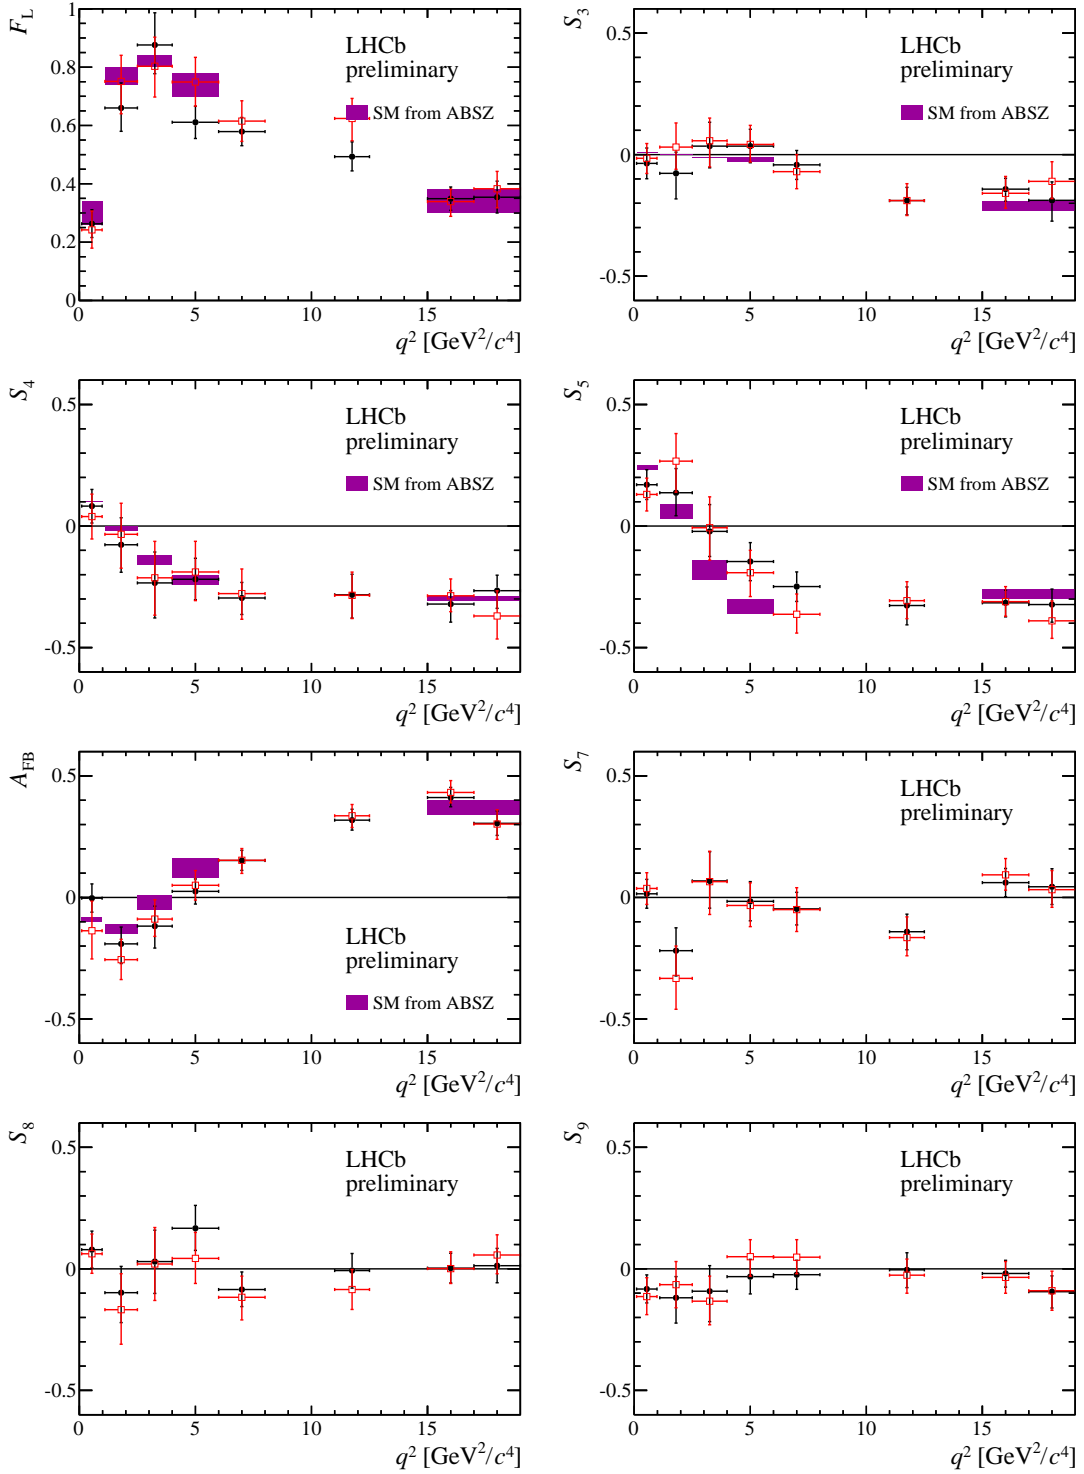 F_L
1
0.8
0.6
0.4
0.2
0
LHCb
preliminary
SM from ABSZ
0 5 10 15
q² [GeV²/c⁴]
S₃
0.5
0
-0.5
LHCb
preliminary
SM from ABSZ
0 5 10 15
q² [GeV²/c⁴]
S₄
0.5
0
-0.5
LHCb
preliminary
SM from ABSZ
0 5 10 15
q² [GeV²/c⁴]
S₅
0.5
0
-0.5
LHCb
preliminary
SM from ABSZ
0 5 10 15
q² [GeV²/c⁴]
A_FB
0.5
0
-0.5
LHCb
preliminary
SM from ABSZ
0 5 10 15
q² [GeV²/c⁴]
S₇
0.5
0
-0.5
LHCb
preliminary
0 5 10 15
q² [GeV²/c⁴]
S₈
0.5
0
-0.5
LHCb
preliminary
0 5 10 15
q² [GeV²/c⁴]
S₉
0.5
0
-0.5
LHCb
preliminary
0 5 10 15
q² [GeV²/c⁴]